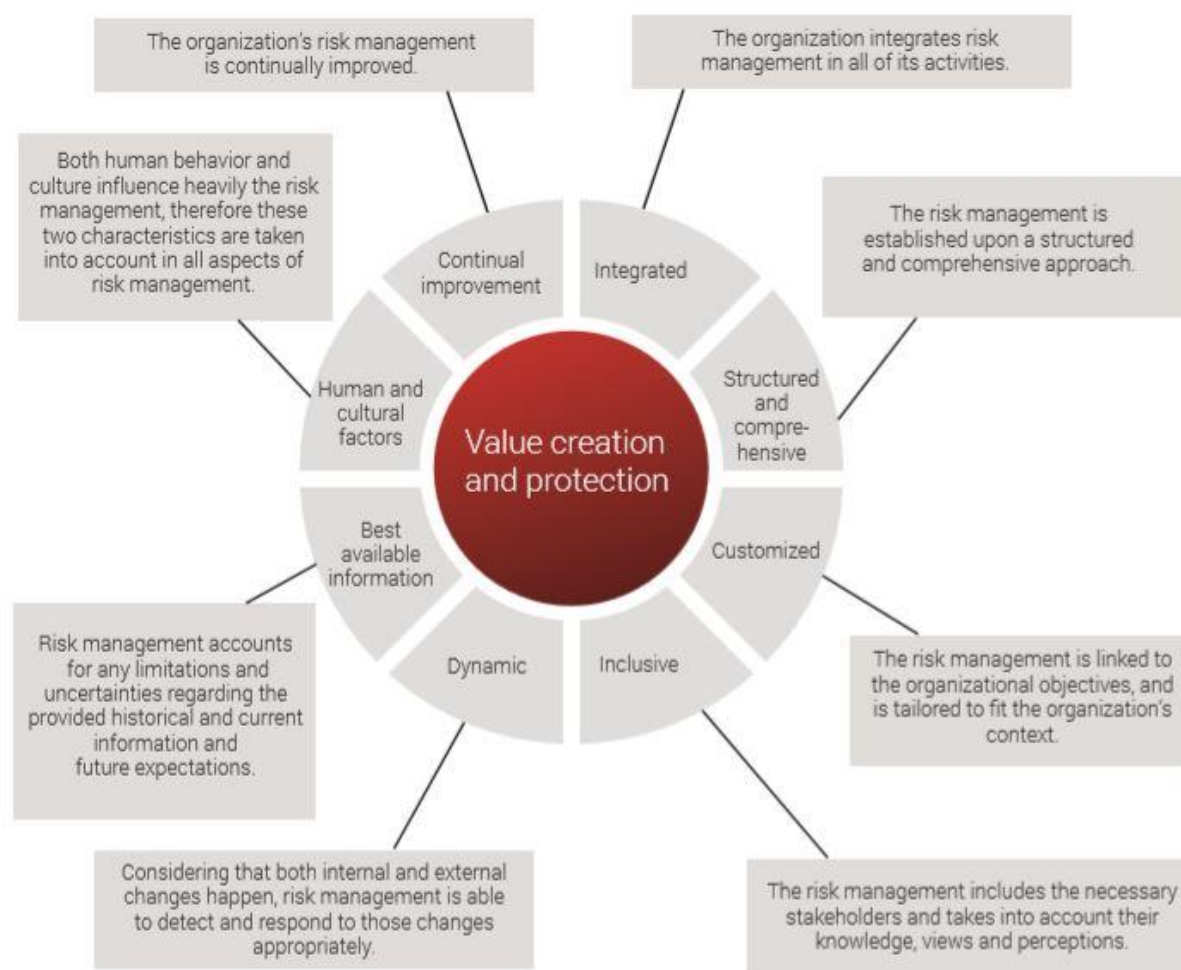 The organization's risk management
is continually improved.
The organization integrates risk
management in all of its activities.
Both human behavior and
culture influence heavily the risk
management, therefore these
two characteristics are taken
into account in all aspects of
risk management.
The risk management is
established upon a structured
and comprehensive approach.
Continual
improvement
Integrated
Human and
cultural
factors
Structured
and
compre-
hensive
Value creation
and protection
Best
available
information
Customized
Dynamic
Inclusive
Risk management accounts
for any limitations and
uncertainties regarding the
provided historical and current
information and
future expectations.
The risk management is linked to
the organizational objectives, and
is tailored to fit the organization's
context.
Considering that both internal and external
changes happen, risk management is able
to detect and respond to those changes
appropriately.
The risk management includes the necessary
stakeholders and takes into account their
knowledge, views and perceptions.